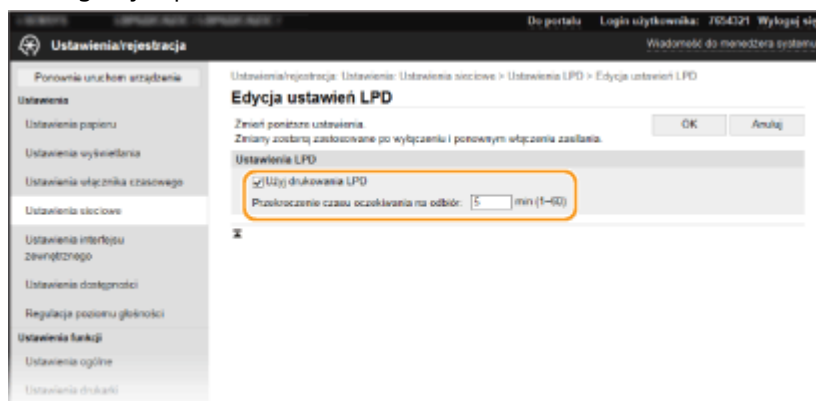 Do portalu Login użytkownika: 7654321 Wyloguj się
Ustawienia/rejestracja
Wiadomość do menedżera systemu
Ponownie uruchom urządzenie
Ustawienia
Ustawienia papieru
Ustawienia wyświetlania
Ustawienia włącznika czasowego
Ustawienia sieciowe
Ustawienia interfejsu
zewnętrznego
Ustawienia dostępności
Regulacja poziomu głośności
Ustawienia funkcji
Ustawienia ogólne
Ustawienia drukarki
Ustawienia/rejestracja: Ustawienia: Ustawienia sieciowe > Ustawienia LPD > Edycja ustawień LPD
Edycja ustawień LPD
Zmień poniższe ustawienia.
Zmiany zostaną zastosowane po wyłączeniu i ponownym włączeniu zasilania.
OK Anuluj
Ustawienia LPD
Użyj drukowania LPD
Przekroczenie czasu oczekiwania na odbiór: 5 min (1–60)